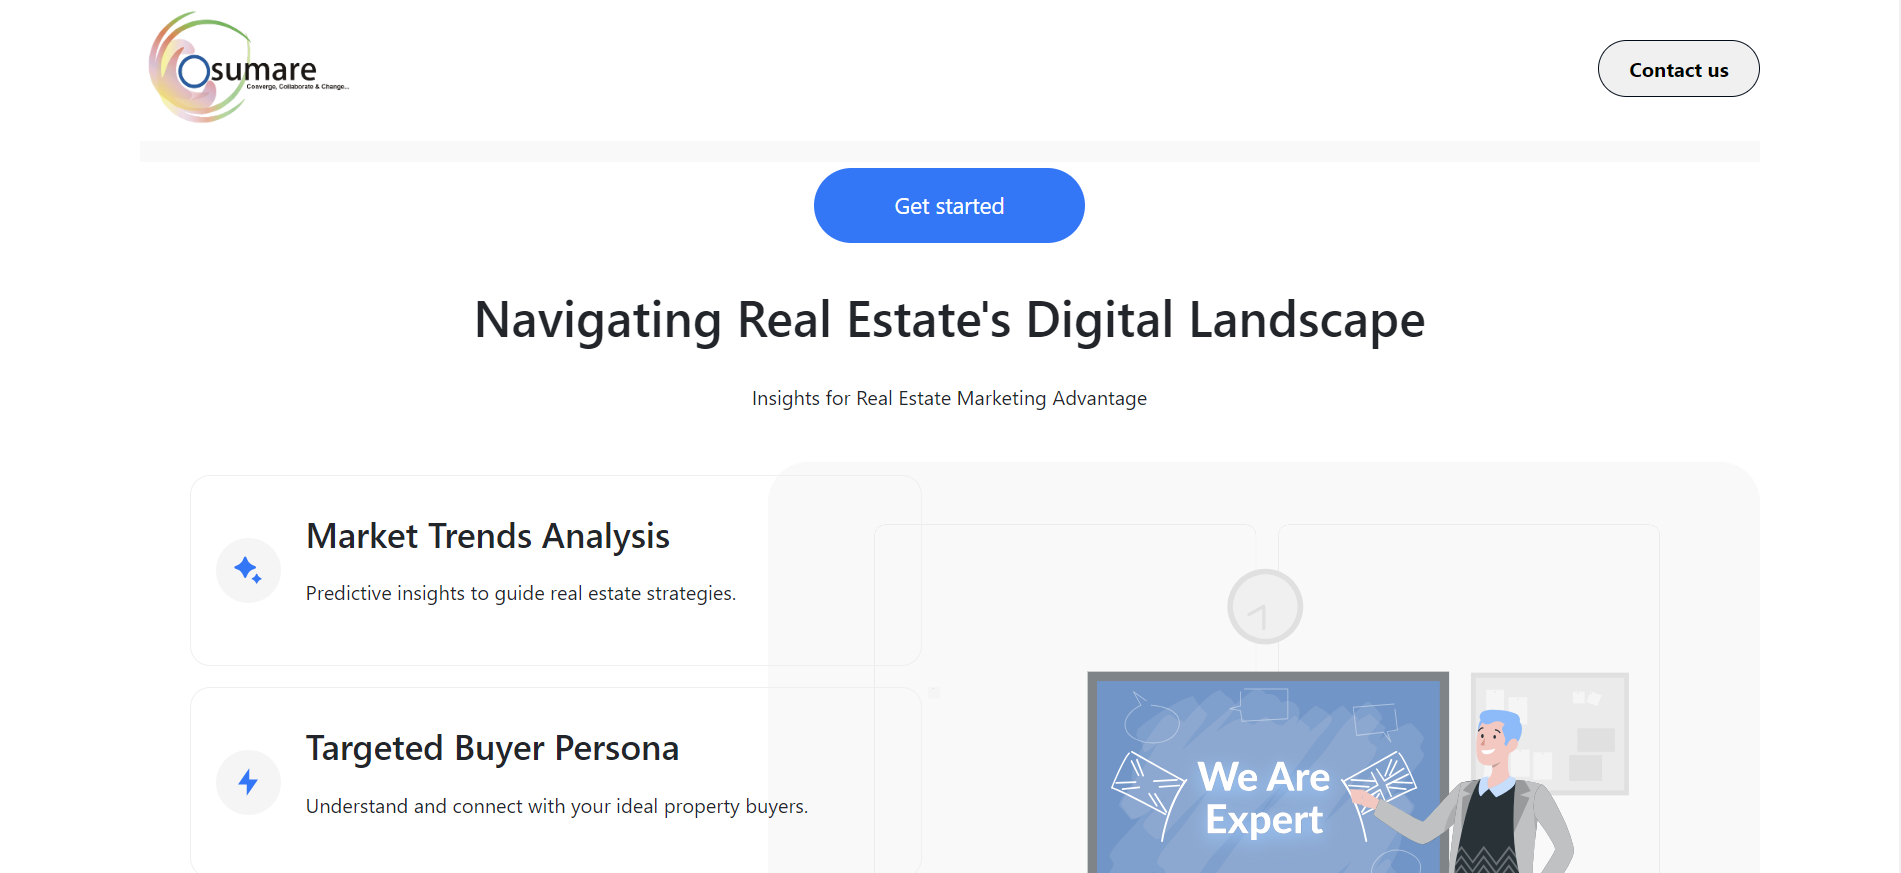 Osumare
Converge, Collaborate & Change...
Contact us
Get started
Navigating Real Estate's Digital Landscape
Insights for Real Estate Marketing Advantage
Market Trends Analysis
Predictive insights to guide real estate strategies.
Targeted Buyer Persona
Understand and connect with your ideal property buyers.
We Are
Expert